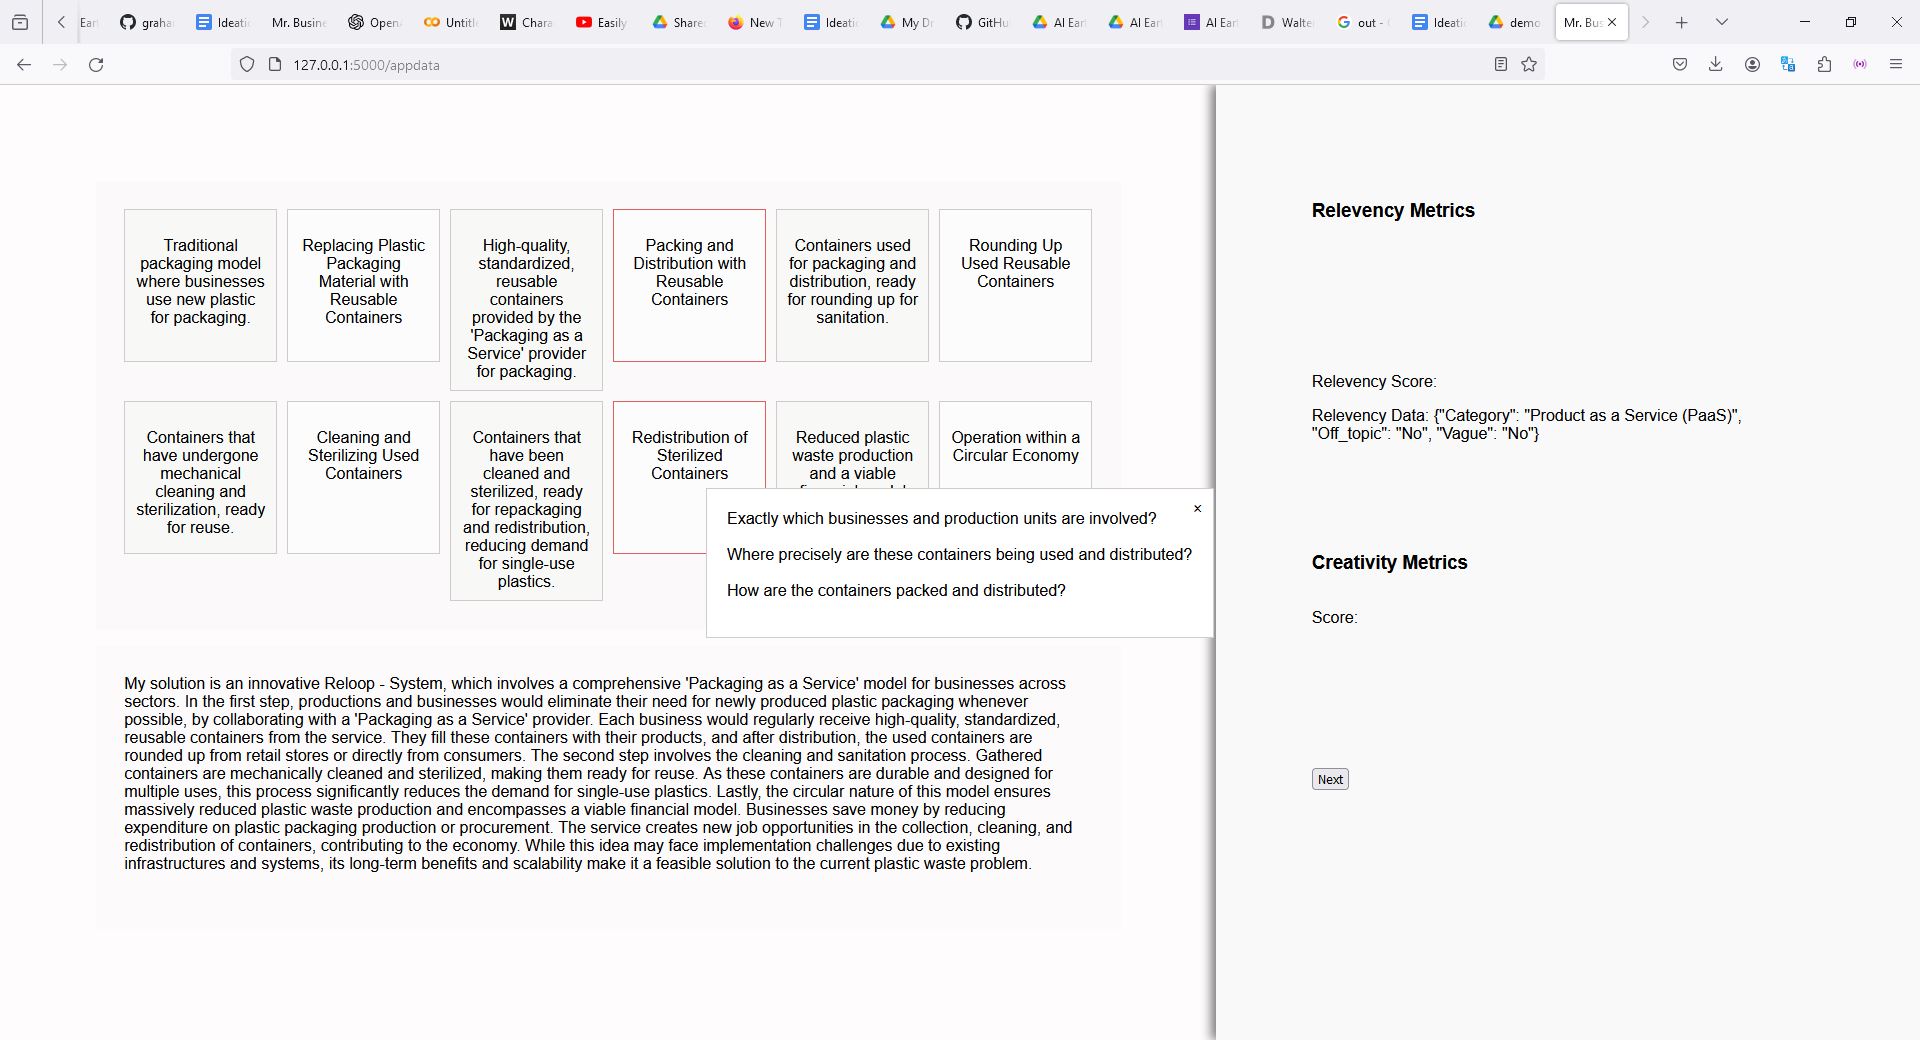 Ear
graha
Ideatic
Mr. Busine
Open
Untitle
Chara
Easily
Share
New T
Ideatic
My Dr
GitHu
AI Ear
AI Ear
AI Ear
Walte
out -
Ideatic
demo
Mr. Bus
127.0.0.1:5000/appdata
Traditional
packaging model
where businesses
use new plastic
for packaging.
Replacing Plastic
Packaging
Material with
Reusable
Containers
High-quality,
standardized,
reusable
containers
provided by the
'Packaging as a
Service' provider
for packaging.
Packing and
Distribution with
Reusable
Containers
Containers used
for packaging and
distribution, ready
for rounding up for
sanitation.
Rounding Up
Used Reusable
Containers
Containers that
have undergone
mechanical
cleaning and
sterilization, ready
for reuse.
Cleaning and
Sterilizing Used
Containers
Containers that
have been
cleaned and
sterilized, ready
for repackaging
and redistribution,
reducing demand
for single-use
plastics.
Redistribution of
Sterilized
Containers
Reduced plastic
waste production
and a viable
Operation within a
Circular Economy
Exactly which businesses and production units are involved?
Where precisely are these containers being used and distributed?
How are the containers packed and distributed?
My solution is an innovative Reloop - System, which involves a comprehensive 'Packaging as a Service' model for businesses across
sectors. In the first step, productions and businesses would eliminate their need for newly produced plastic packaging whenever
possible, by collaborating with a 'Packaging as a Service' provider. Each business would regularly receive high-quality, standardized,
reusable containers from the service. They fill these containers with their products, and after distribution, the used containers are
rounded up from retail stores or directly from consumers. The second step involves the cleaning and sanitation process. Gathered
containers are mechanically cleaned and sterilized, making them ready for reuse. As these containers are durable and designed for
multiple uses, this process significantly reduces the demand for single-use plastics. Lastly, the circular nature of this model ensures
massively reduced plastic waste production and encompasses a viable financial model. Businesses save money by reducing
expenditure on plastic packaging production or procurement. The service creates new job opportunities in the collection, cleaning, and
redistribution of containers, contributing to the economy. While this idea may face implementation challenges due to existing
infrastructures and systems, its long-term benefits and scalability make it a feasible solution to the current plastic waste problem.
Relevency Metrics
Relevency Score:
Relevency Data: {"Category": "Product as a Service (PaaS)",
"Off_topic": "No", "Vague": "No"}
Creativity Metrics
Score:
Next